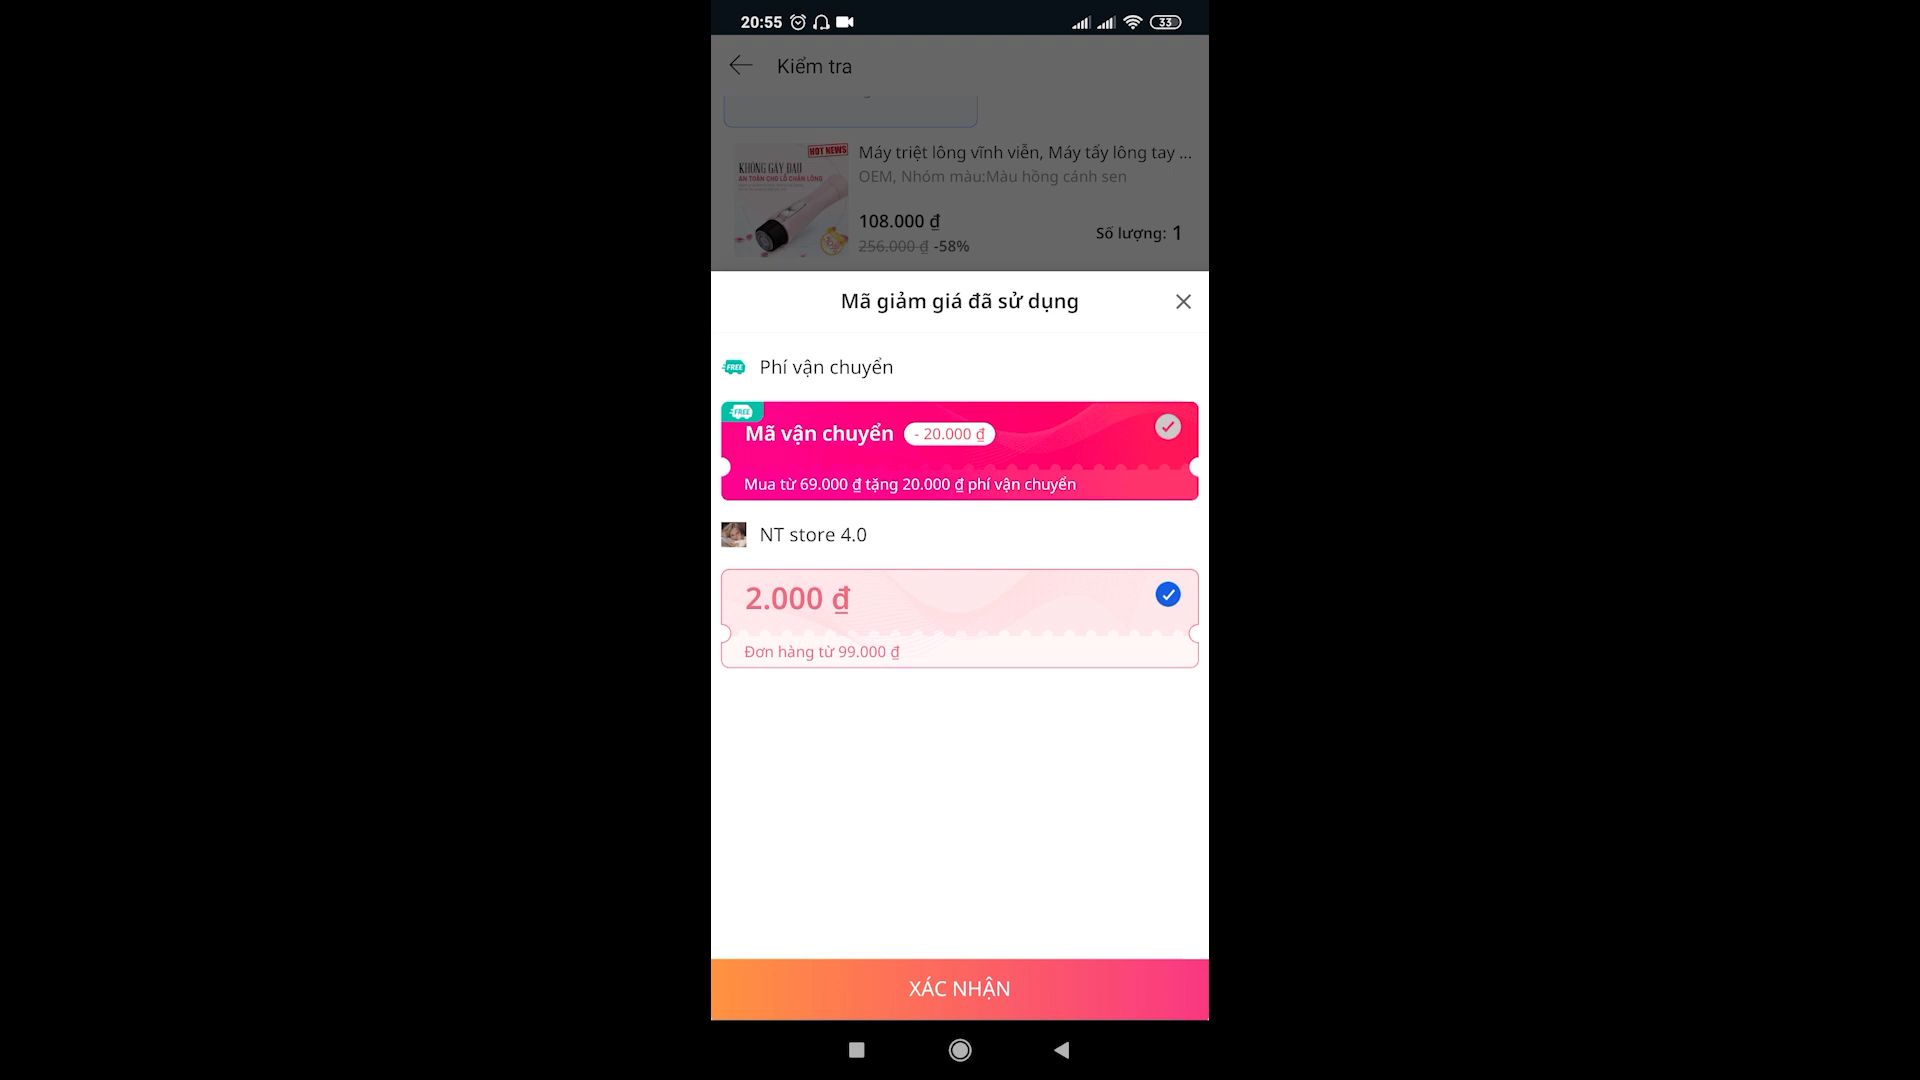 20:55
33
Kiểm tra
HOT NEWS
KHÔNG GÂY ĐAU
AN TOÀN CHO LỖ CHÂN LÔNG
Máy triệt lông vĩnh viễn, Máy tẩy lông tay ...
OEM, Nhóm màu:Màu hồng cánh sen
108.000 ₫
256.000 ₫ -58%
Số lượng: 1
Mã giảm giá đã sử dụng
FREE
Phí vận chuyển
FREE
Mã vận chuyển - 20.000 ₫
Mua từ 69.000 ₫ tặng 20.000 ₫ phí vận chuyển
NT store 4.0
2.000 ₫
Đơn hàng từ 99.000 ₫
XÁC NHẬN